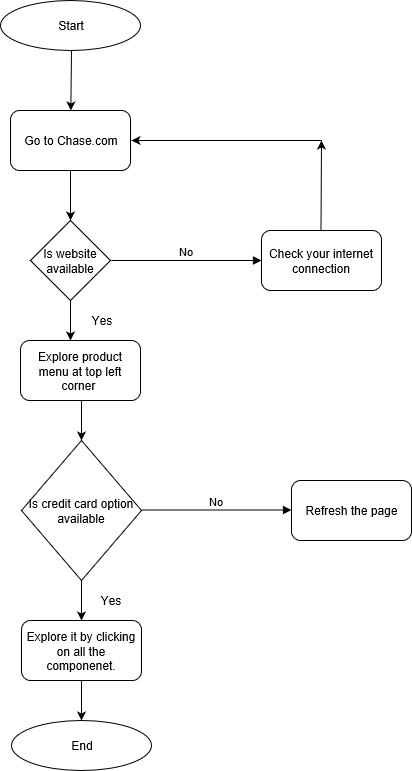 Start
Go to Chase.com
Is website
available
No
Check your internet
connection
Yes
Explore product
menu at top left
corner
Is credit card option
available
No
Refresh the page
Yes
Explore it by clicking
on all the
componenet.
End